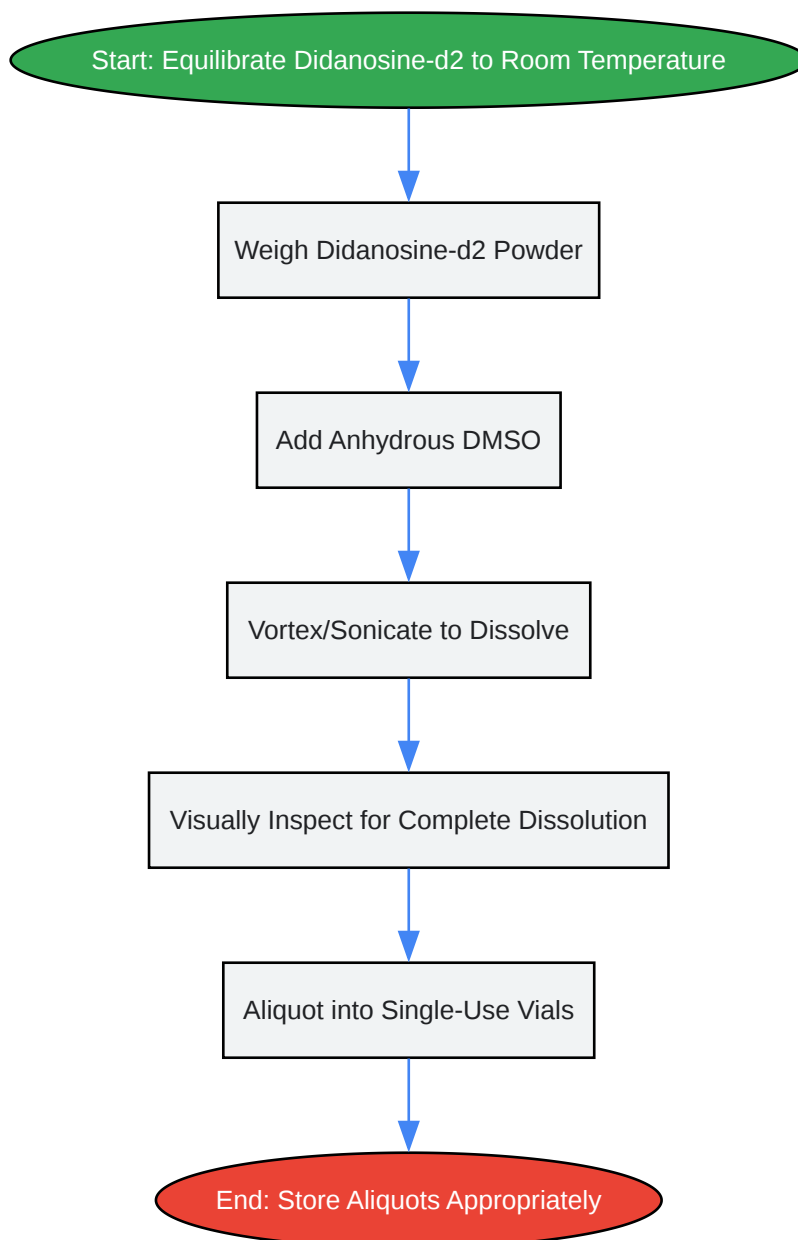 Start: Equilibrate Didanosine-d2 to Room Temperature
Weigh Didanosine-d2 Powder
Add Anhydrous DMSO
Vortex/Sonicate to Dissolve
Visually Inspect for Complete Dissolution
Aliquot into Single-Use Vials
End: Store Aliquots Appropriately